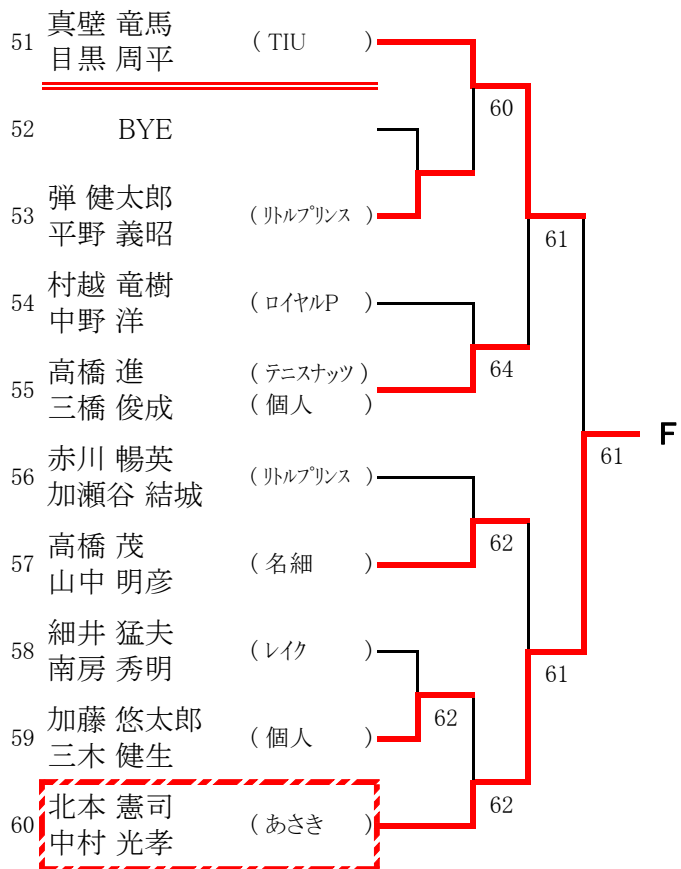 51 真壁 竜馬 ( TIU )
目黒 周平
60
52 BYE
53 弾 健太郎 ( リトルプリンス )
平野 義昭
61
54 村越 竜樹 ( ロイヤルP )
中野 洋
64
55 高橋 進 ( テニスナッツ )
三橋 俊成 ( 個人 )
61 F
56 赤川 暢英 ( リトルプリンス )
加瀬谷 結城
62
57 高橋 茂 ( 名細 )
山中 明彦
58 細井 猛夫 ( レイク )
南房 秀明
61
62
59 加藤 悠太郎 ( 個人 )
三木 健生
62
60 北本 憲司 ( あさき )
中村 光孝